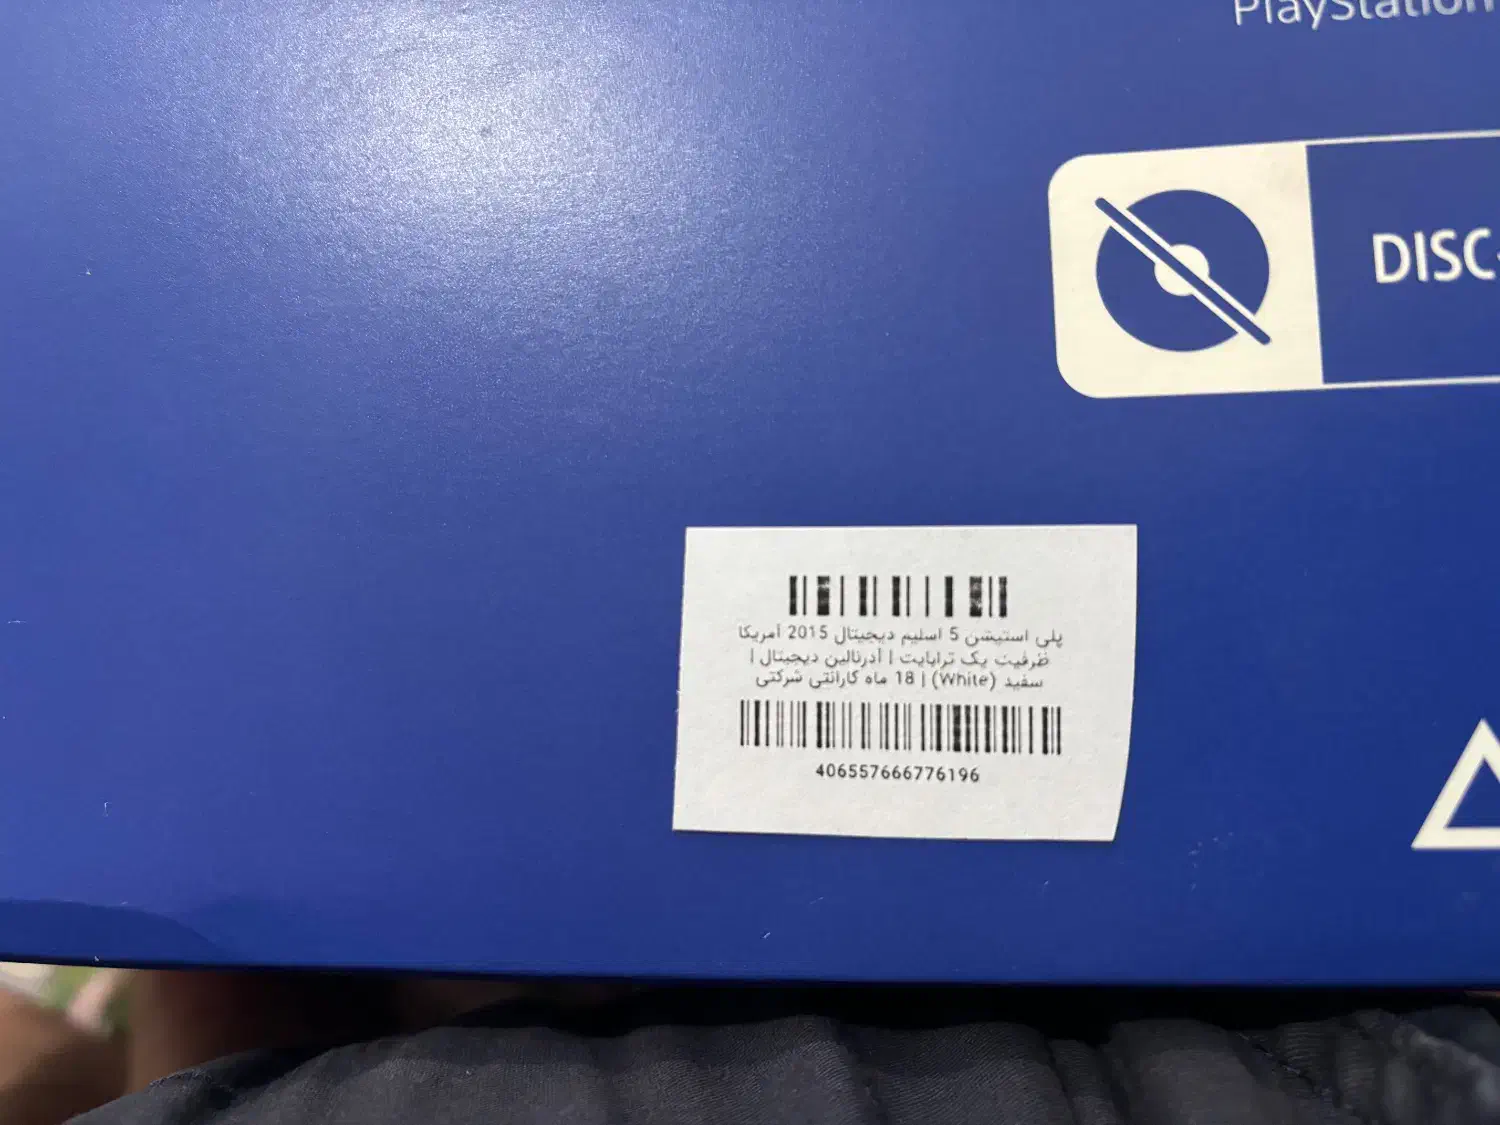 PlayStation
DISC-
پلی استیشن 5 اسلیم دیجیتال 2015 آمریکا
ظرفیت یک ترابایت | آدرنالین دیجیتال |
سفید (White) | 18 ماه گارانتی شرکتی
406557666776196